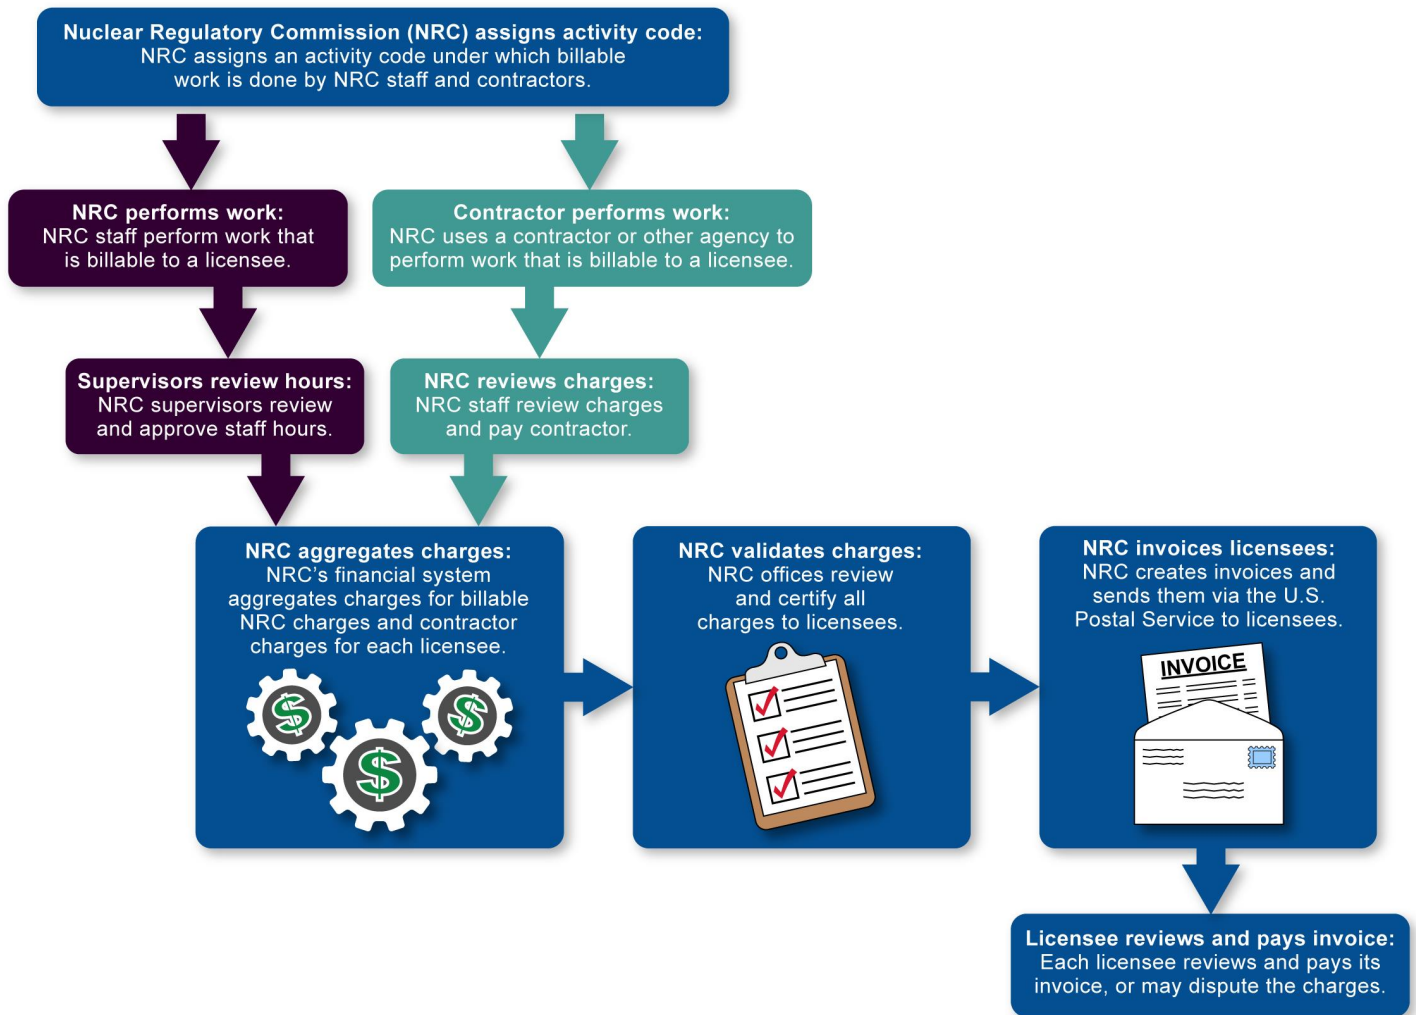 Nuclear Regulatory Commission (NRC) assigns activity code:
NRC assigns an activity code under which billable
work is done by NRC staff and contractors.
NRC performs work:
NRC staff perform work that
is billable to a licensee.
Contractor performs work:
NRC uses a contractor or other agency to
perform work that is billable to a licensee.
Supervisors review hours:
NRC supervisors review
and approve staff hours.
NRC reviews charges:
NRC staff review charges
and pay contractor.
NRC aggregates charges:
NRC’s financial system
aggregates charges for billable
NRC charges and contractor
charges for each licensee.
$
$
$
NRC validates charges:
NRC offices review
and certify all
charges to licensees.
NRC invoices licensees:
NRC creates invoices and
sends them via the U.S.
Postal Service to licensees.
INVOICE
Licensee reviews and pays invoice:
Each licensee reviews and pays its
invoice, or may dispute the charges.